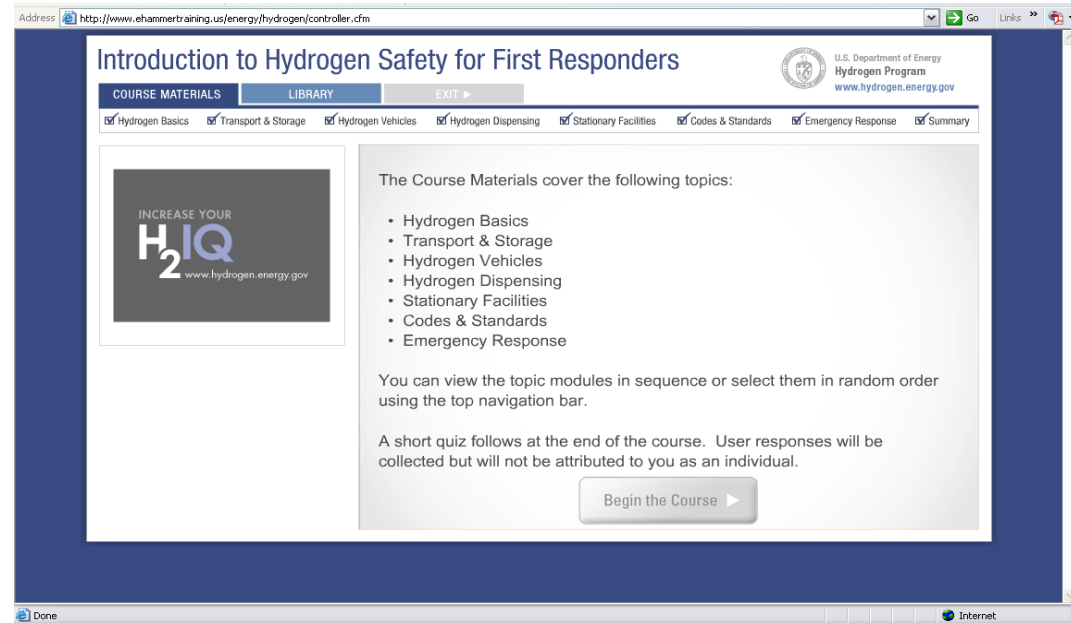 Address http://www.ehammertraining.us/energy/hydrogen/controller.cfm Go Links »
Introduction to Hydrogen Safety for First Responders
U.S. Department of Energy
Hydrogen Program
www.hydrogen.energy.gov
COURSE MATERIALS LIBRARY EXIT ►
Hydrogen Basics Transport & Storage Hydrogen Vehicles Hydrogen Dispensing Stationary Facilities Codes & Standards Emergency Response Summary
INCREASE YOUR
H2IQ
www.hydrogen.energy.gov
The Course Materials cover the following topics:
• Hydrogen Basics
• Transport & Storage
• Hydrogen Vehicles
• Hydrogen Dispensing
• Stationary Facilities
• Codes & Standards
• Emergency Response
You can view the topic modules in sequence or select them in random order
using the top navigation bar.
A short quiz follows at the end of the course. User responses will be
collected but will not be attributed to you as an individual.
Begin the Course
Done Internet